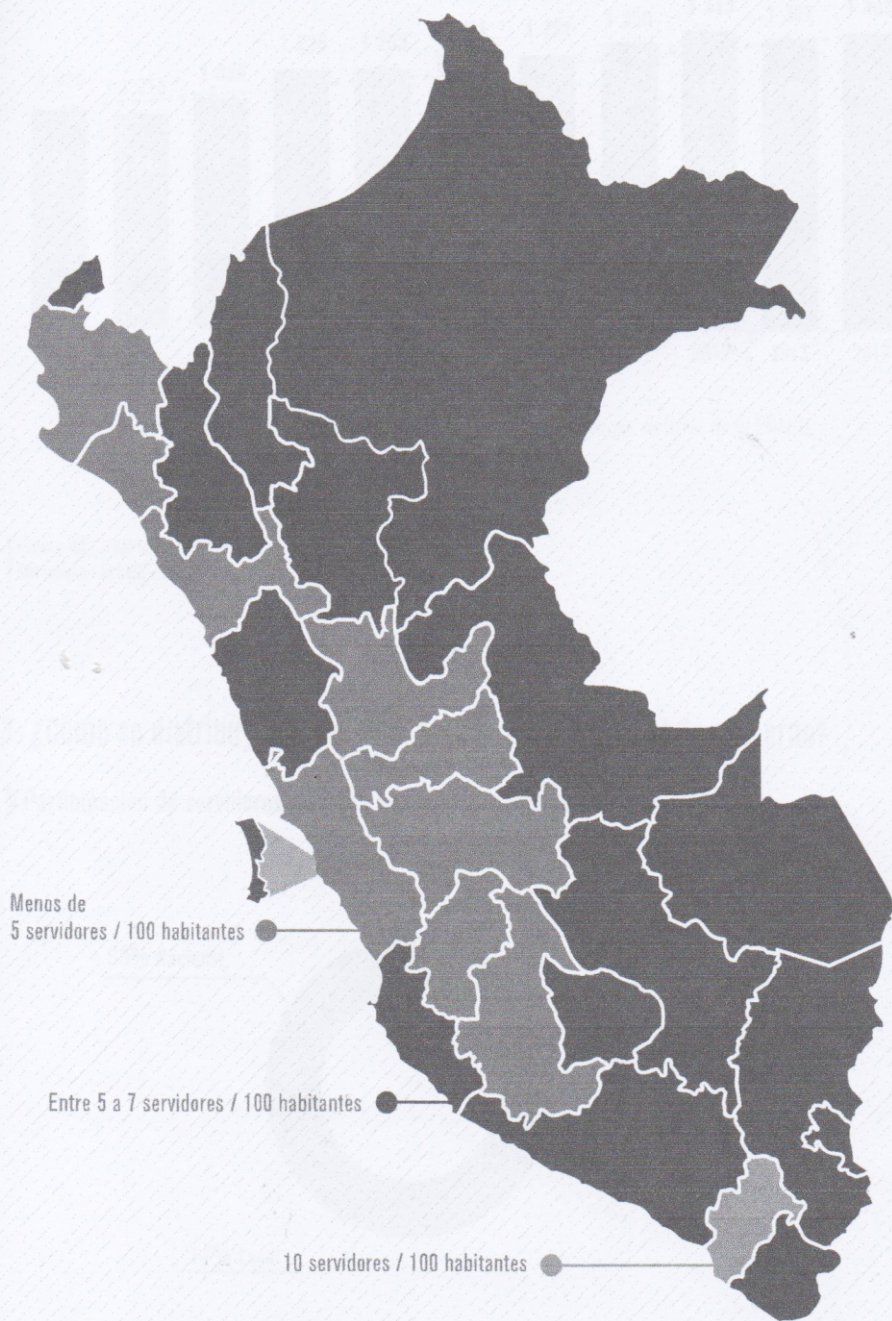 Menos de
5 servidores / 100 habitantes
Entre 5 a 7 servidores / 100 habitantes
10 servidores / 100 habitantes